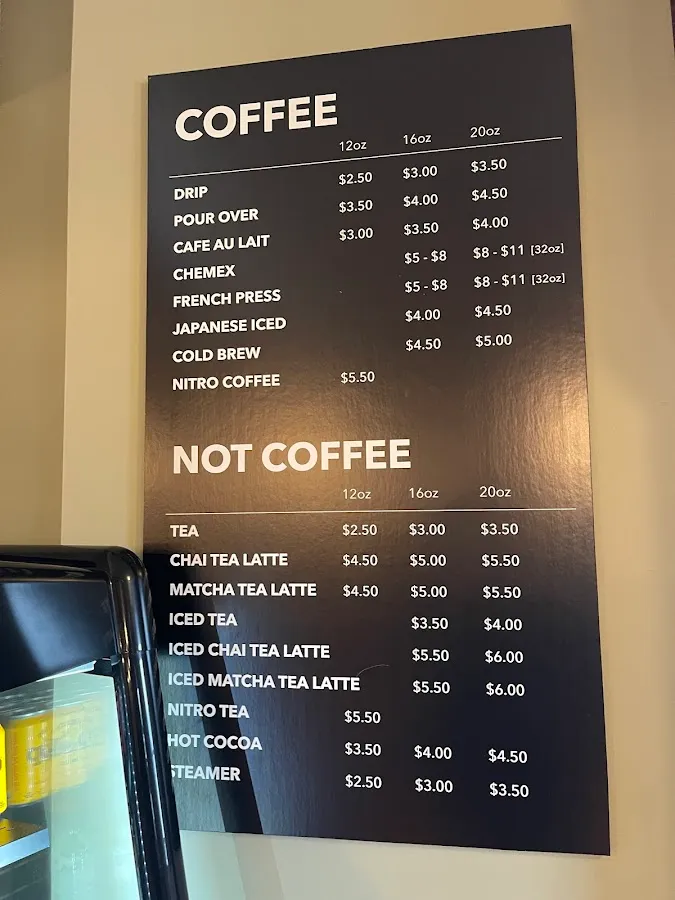 COFFEE
12oz 16oz 20oz
DRIP $2.50 $3.00 $3.50
POUR OVER $3.50 $4.00 $4.50
CAFE AU LAIT $3.00 $3.50 $4.00
CHEMEX $5 - $8 $8 - $11 [32oz]
FRENCH PRESS $5 - $8 $8 - $11 [32oz]
JAPANESE ICED $4.00 $4.50
COLD BREW $4.50 $5.00
NITRO COFFEE $5.50
NOT COFFEE
12oz 16oz 20oz
TEA $2.50 $3.00 $3.50
CHAI TEA LATTE $4.50 $5.00 $5.50
MATCHA TEA LATTE $4.50 $5.00 $5.50
ICED TEA $3.50 $4.00
ICED CHAI TEA LATTE $5.50 $6.00
ICED MATCHA TEA LATTE $5.50 $6.00
NITRO TEA $5.50
HOT COCOA $3.50 $4.00 $4.50
STEAMER $2.50 $3.00 $3.50